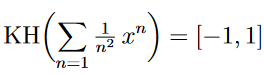 KH(∑_{n=1} \frac{1}{n^2} x^n) = [−1, 1]